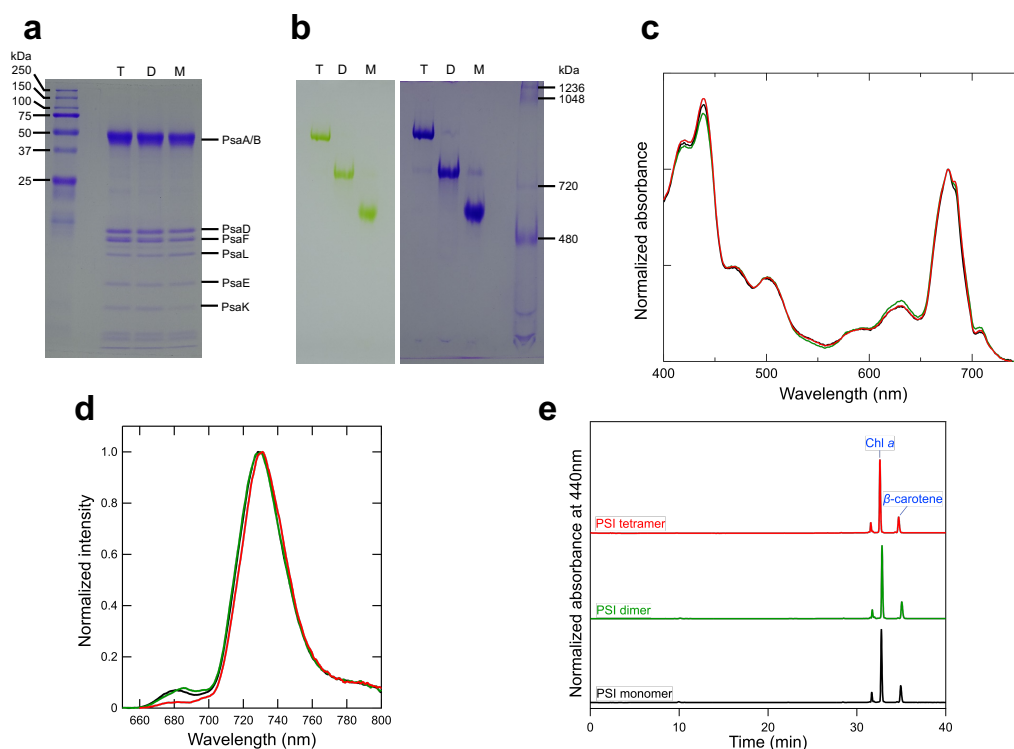 a
kDa
250
150
100
75
50
37
25
T D M
PsaA/B
PsaD
PsaF
PsaL
PsaE
PsaK
b
T D M
T D M
kDa
1236
1048
720
480
c
Normalized absorbance
400 500 600 700
Wavelength (nm)
d
Normalized intensity
1.0
0.8
0.6
0.4
0.2
0
660 680 700 720 740 760 780 800
Wavelength (nm)
e
Normalized absorbance at 440nm
Chl a
β-carotene
PSI tetramer
PSI dimer
PSI monomer
0 10 20 30 40
Time (min)